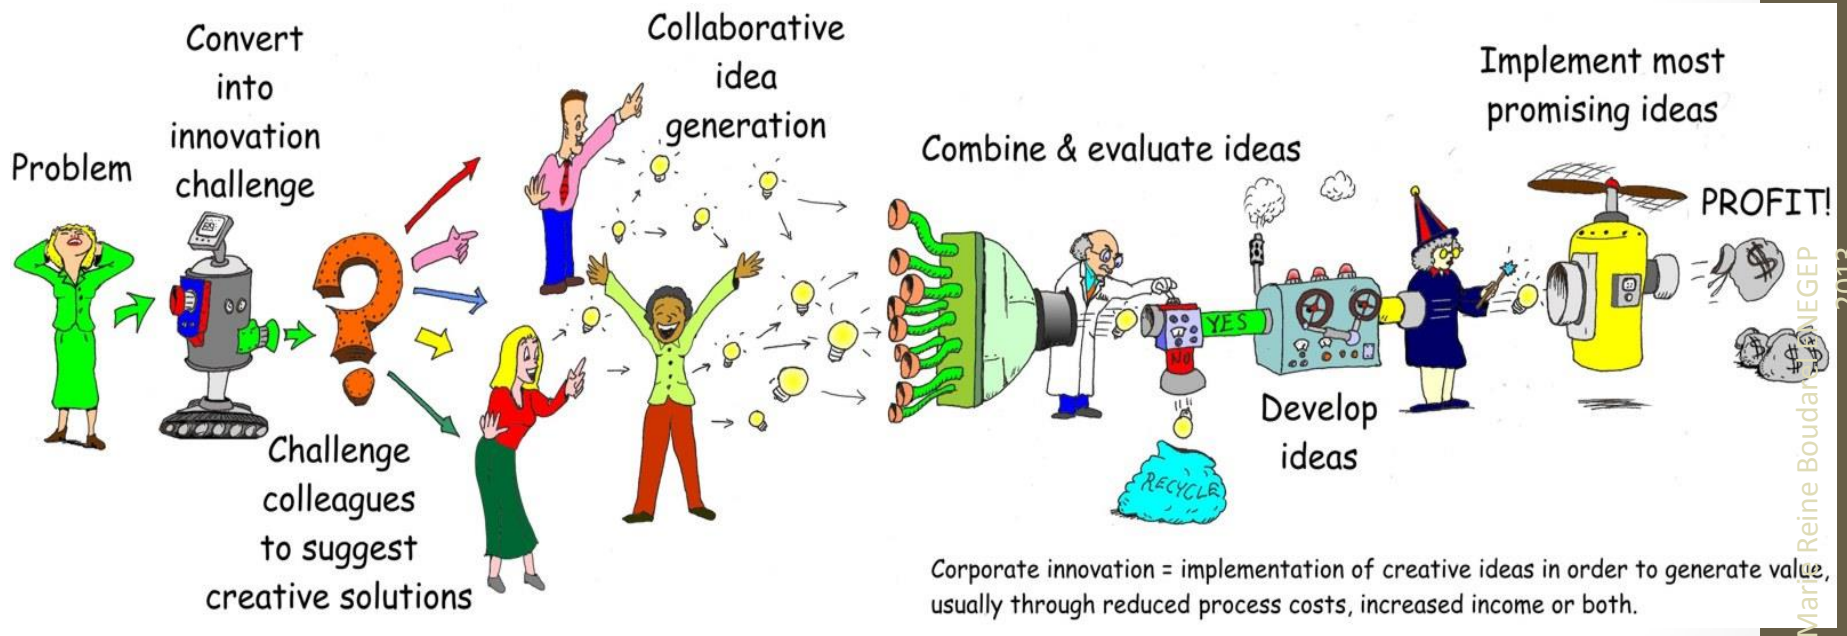 Problem
Convert
into
innovation
challenge
Challenge
colleagues
to suggest
creative solutions
Collaborative
idea
generation
Combine & evaluate ideas
YES
NO
RECYCLE
Develop
ideas
Implement most
promising ideas
PROFIT!
$
$
$
Corporate innovation = implementation of creative ideas in order to generate value,
usually through reduced process costs, increased income or both.
Marie Reine Boudarel
2013